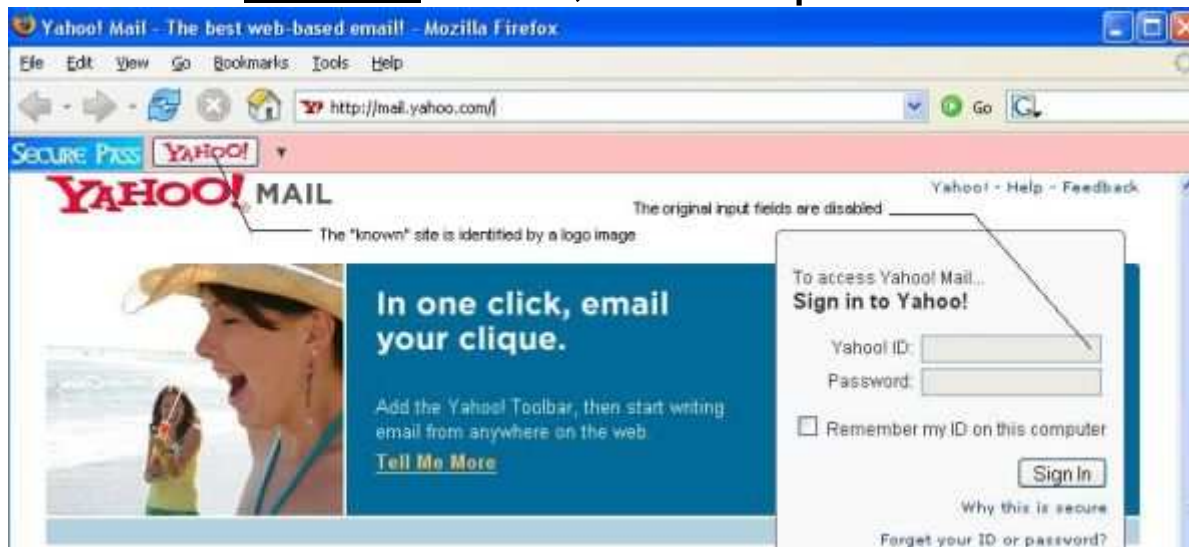 Yahoo! Mail - The best web-based email! - Mozilla Firefox
File Edit View Go Bookmarks Tools Help
http://mail.yahoo.com/ Go
SECURE PASS YAHOO!
YAHOO! MAIL
Yahoo! - Help - Feedback
The original input fields are disabled
The "known" site is identified by a logo image
In one click, email
your clique.
Add the Yahoo! Toolbar, then start writing
email from anywhere on the web.
Tell Me More
To access Yahoo! Mail...
Sign in to Yahoo!
Yahoo! ID:
Password:
Remember my ID on this computer
Sign In
Why this is secure
Forget your ID or password?